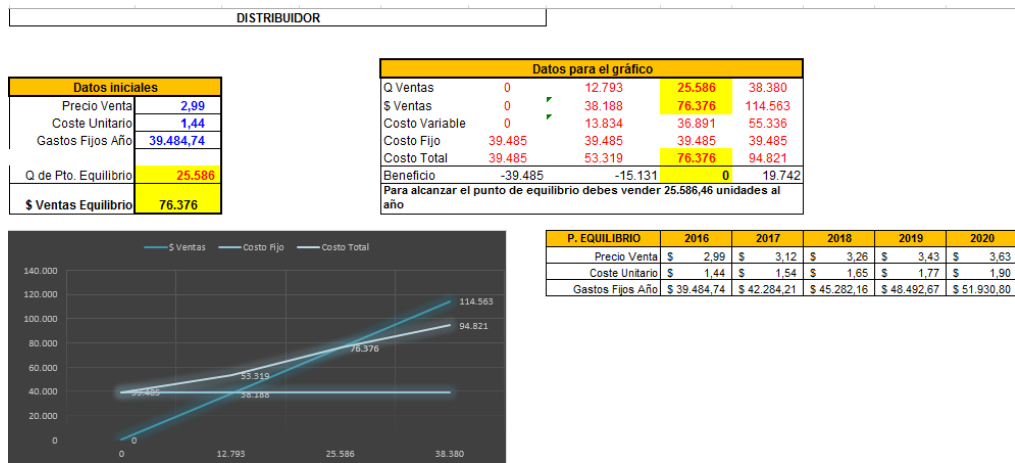 DISTRIBUIDOR
Datos iniciales
Precio Venta 2,99
Coste Unitario 1,44
Gastos Fijos Año 39.484,74
Q de Pto. Equilibrio 25.586
$ Ventas Equilibrio 76.376
Datos para el gráfico
Q Ventas 0 12.793 25.586 38.380
$ Ventas 0 38.188 76.376 114.563
Costo Variable 0 13.834 36.891 55.336
Costo Fijo 39.485 39.485 39.485 39.485
Costo Total 39.485 53.319 76.376 94.821
Beneficio -39.485 -15.131 0 19.742
Para alcanzar el punto de equilibrio debes vender 25.586,46 unidades al
año
$ Ventas Costo Fijo Costo Total
140.000
120.000
100.000
80.000
60.000
40.000
20.000
0
114.563
94.821
76.376
53.319
39.485
38.188
0
0 12.793 25.586 38.380
P. EQUILIBRIO 2016 2017 2018 2019 2020
Precio Venta $ 2,99 $ 3,12 $ 3,26 $ 3,43 $ 3,63
Coste Unitario $ 1,44 $ 1,54 $ 1,65 $ 1,77 $ 1,90
Gastos Fijos Año $ 39.484,74 $ 42.284,21 $ 45.282,16 $ 48.492,67 $ 51.930,80